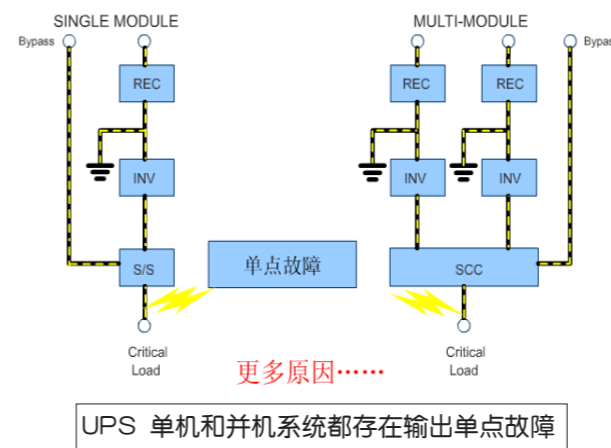 SINGLE MODULE
MULTI-MODULE
Bypass
Bypass
REC
REC
REC
INV
INV
INV
S/S
单点故障
SCC
Critical
Load
Critical
Load
更多原因……
UPS 单机和并机系统都存在输出单点故障